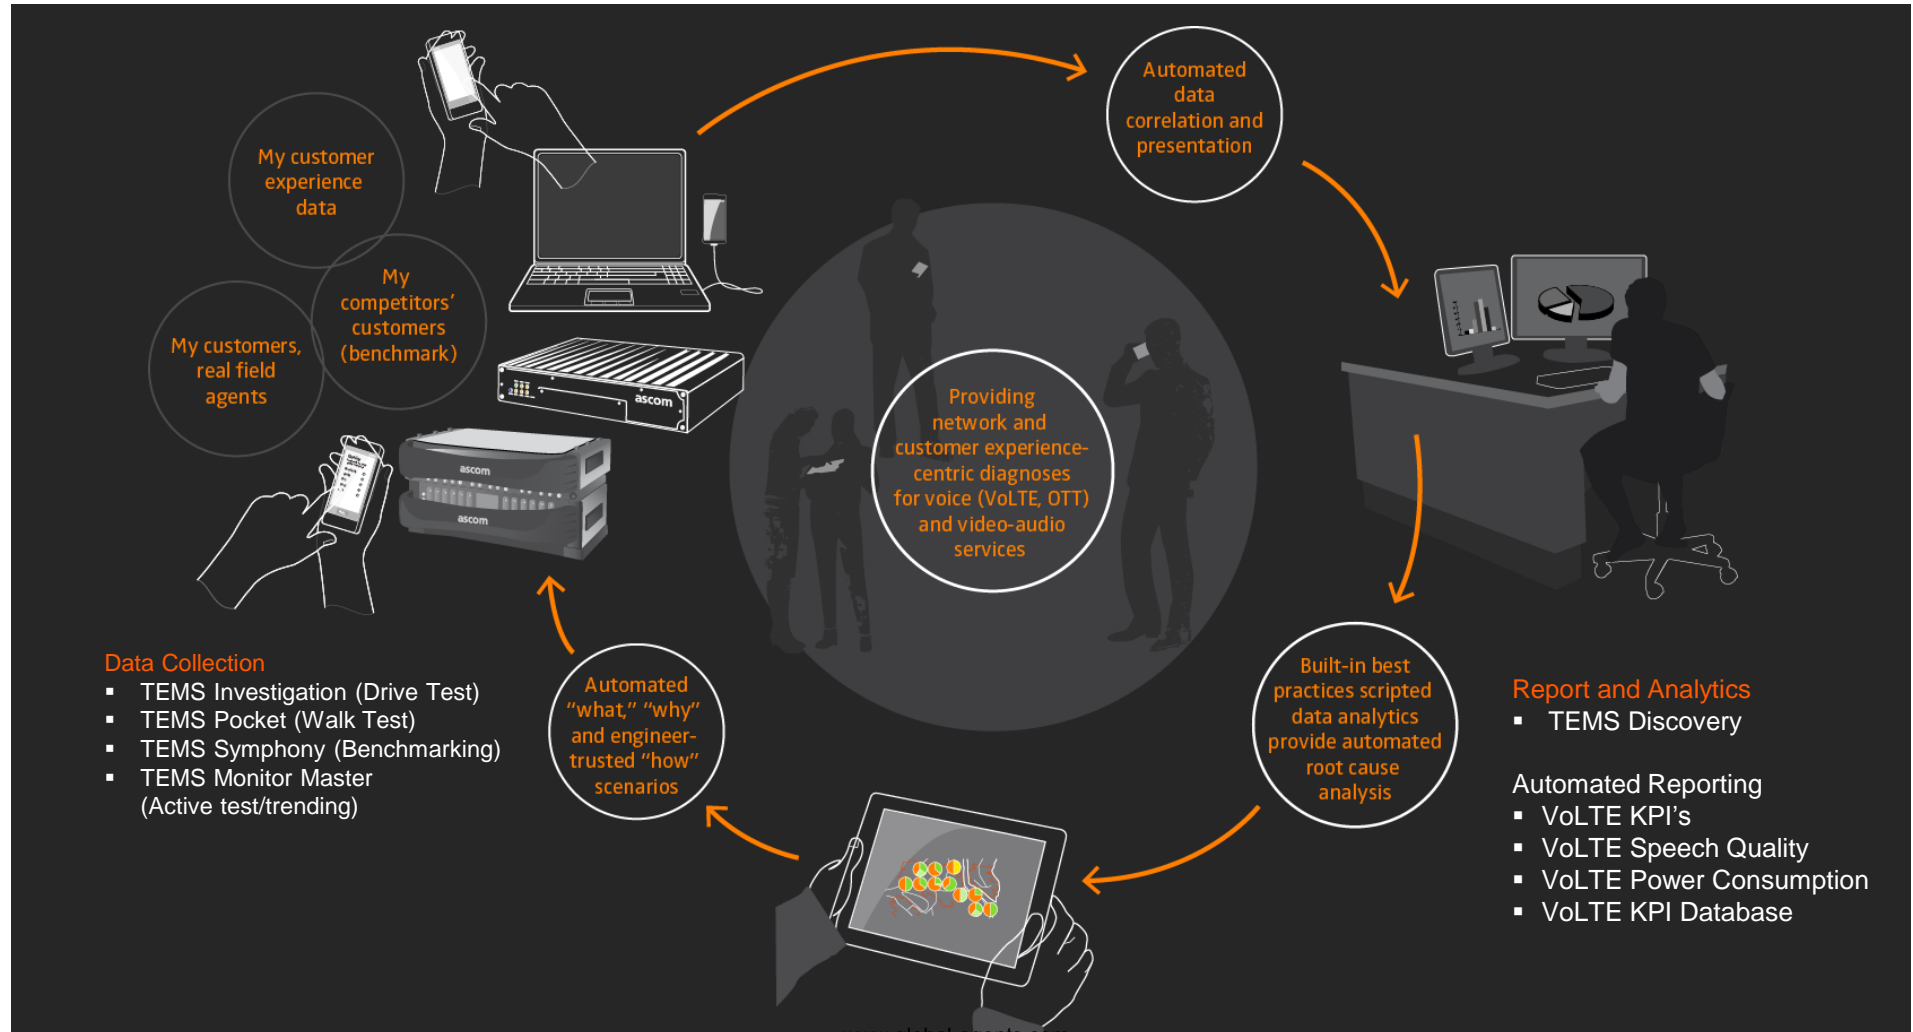 Automated
data
correlation and
presentation
My customer
experience
data
My
competitors’
customers
(benchmark)
My customers,
real field
agents
ascom
ascom
ascom
Providing
network and
customer experience-
centric diagnoses
for voice (VoLTE, OTT)
and video-audio
services
Data Collection
▪ TEMS Investigation (Drive Test)
▪ TEMS Pocket (Walk Test)
▪ TEMS Symphony (Benchmarking)
▪ TEMS Monitor Master
(Active test/trending)
Automated
“what,” “why”
and engineer-
trusted “how”
scenarios
Built-in best
practices scripted
data analytics
provide automated
root cause
analysis
Report and Analytics
▪ TEMS Discovery
Automated Reporting
▪ VoLTE KPI’s
▪ VoLTE Speech Quality
▪ VoLTE Power Consumption
▪ VoLTE KPI Database